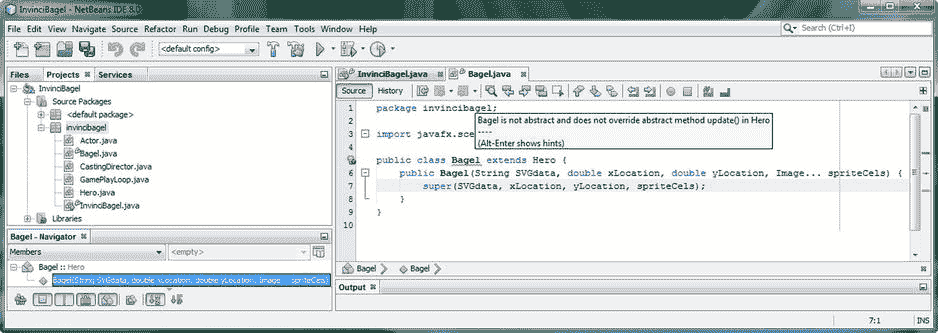 InvinciBagel - NetBeans IDE 8.0
File Edit View Navigate Source Refactor Run Debug Profile Team Tools Window Help
Search (Ctrl+I)
<default config>
Files Projects Services
InvinciBagel
Source Packages
<default package>
invincibagel
Actor.java
Bagel.java
CastingDirector.java
GamePlayLoop.java
Hero.java
InvinciBagel.java
Libraries
Bagel - Navigator
Members <empty>
Bagel :: Hero
Bagel(String SVGdata, double xLocation, double yLocation, Image... spriteCels)
InvinciBagel.java Bagel.java
Source History
1 package invincibagel;
2
Bagel is not abstract and does not override abstract method update() in Hero
----
(Alt-Enter shows hints)
3 import javafx.sce
4
public class Bagel extends Hero {
6 public Bagel(String SVGdata, double xLocation, double yLocation, Image... spriteCels) {
7 super(SVGdata, xLocation, yLocation, spriteCels);
8 }
9 }
10
Bagel Bagel
Output
7:1 INS